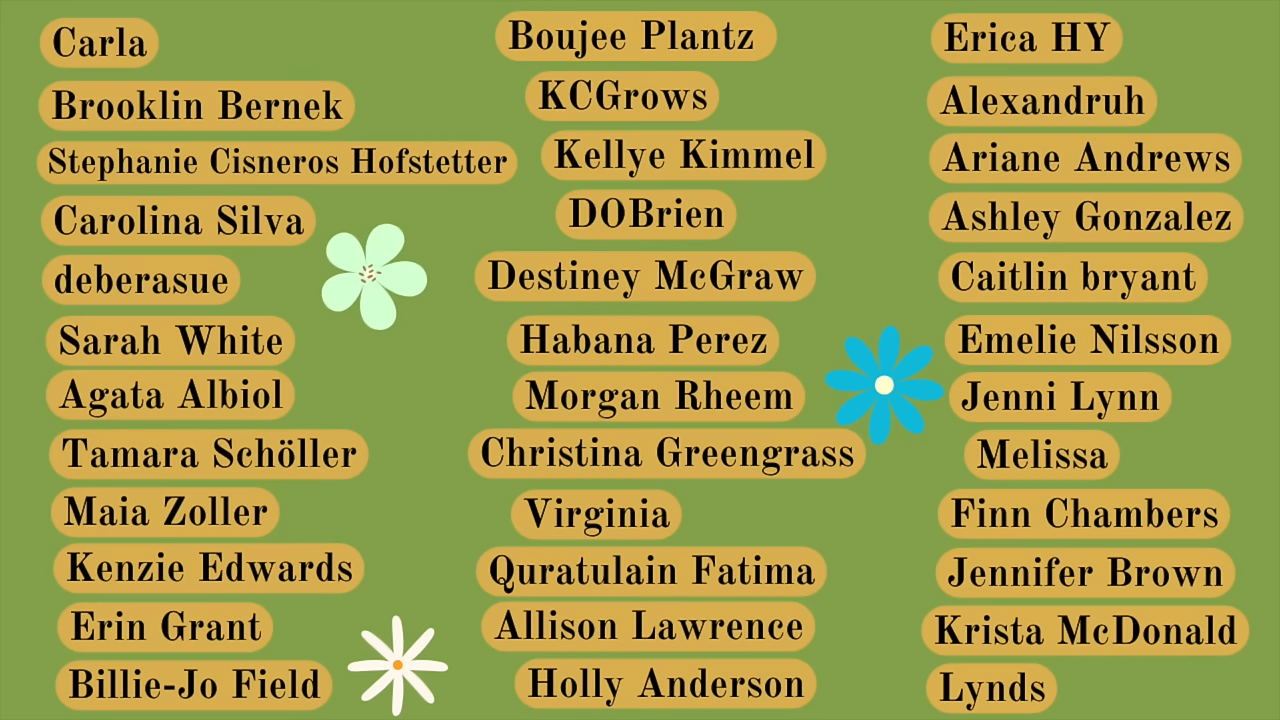 Carla
Brooklin Bernek
Stephanie Cisneros Hofstetter
Carolina Silva
deberasue
Sarah White
Agata Albiol
Tamara Schöller
Maia Zoller
Kenzie Edwards
Erin Grant
Billie-Jo Field
Boujee Plantz
KCGrows
Kellye Kimmel
DOBrien
Destiney McGraw
Habana Perez
Morgan Rheem
Christina Greengrass
Virginia
Quratulain Fatima
Allison Lawrence
Holly Anderson
Erica HY
Alexandruh
Ariane Andrews
Ashley Gonzalez
Caitlin bryant
Emelie Nilsson
Jenni Lynn
Melissa
Finn Chambers
Jennifer Brown
Krista McDonald
Lynds